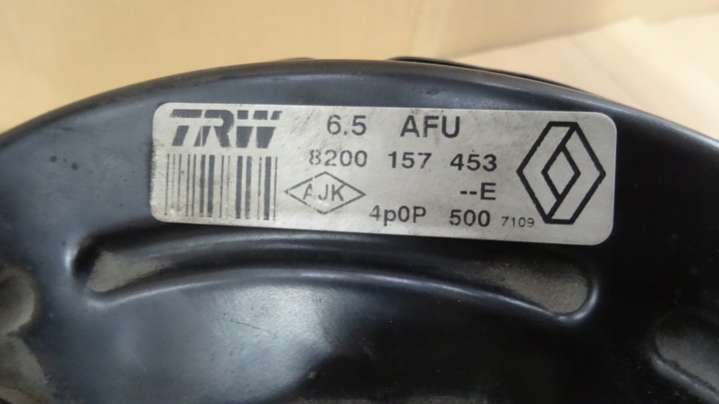 TRW 6.5 AFU
8200 157 453
--E
AJK
4p0P 500 7109